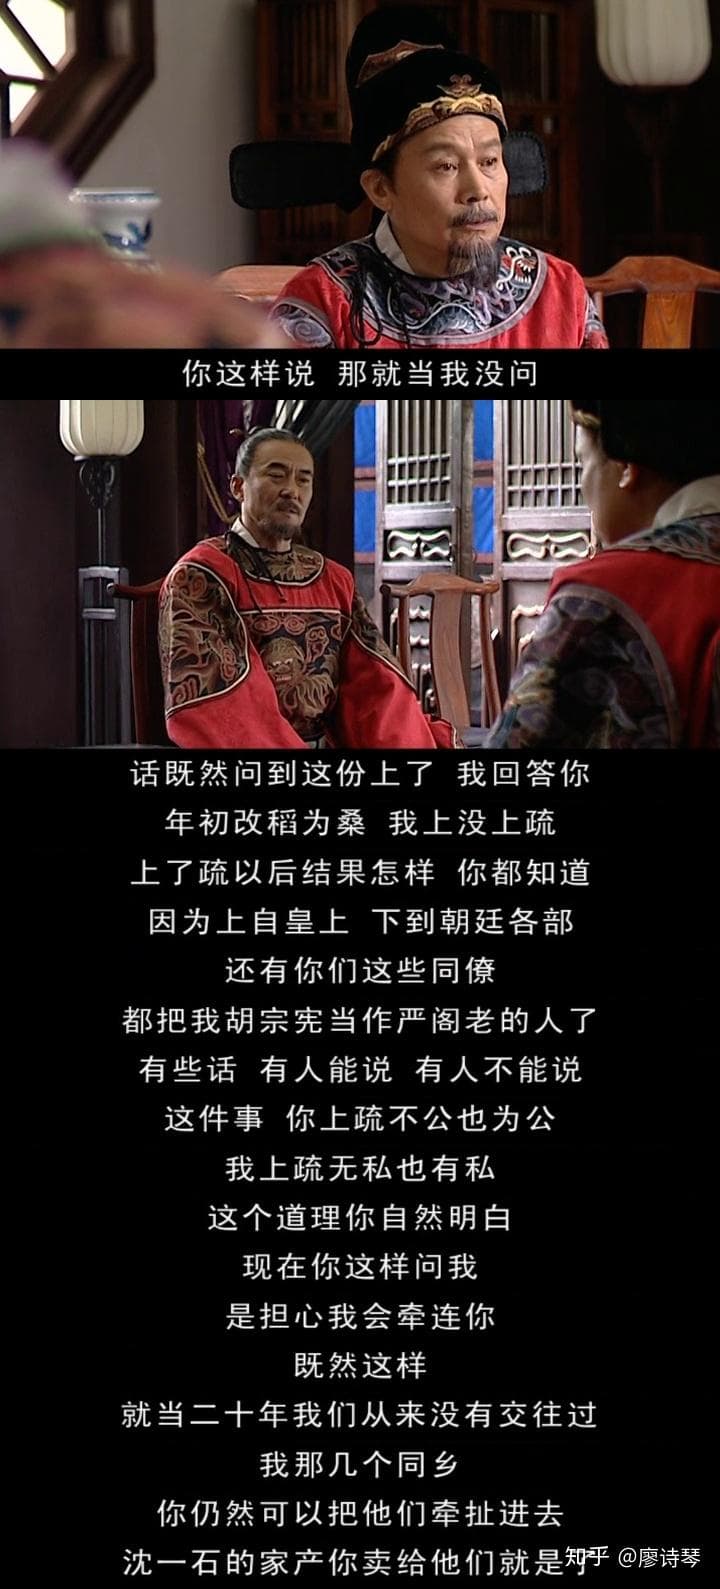 你这样说 那就当我没问
话既然问到这份上了 我回答你
年初改稻为桑 我上没上疏
上了疏以后结果怎样 你都知道
因为上自皇上 下到朝廷各部
还有你们这些同僚
都把我胡宗宪当作严阁老的人了
有些话 有人能说 有人不能说
这件事 你上疏不公也为公
我上疏无私也有私
这个道理你自然明白
现在你这样问我
是担心我会牵连你
既然这样
就当二十年我们从来没有交往过
我那几个同乡
你仍然可以把他们牵扯进去
沈一石的家产你卖给他们就是了
知乎 @廖诗琴